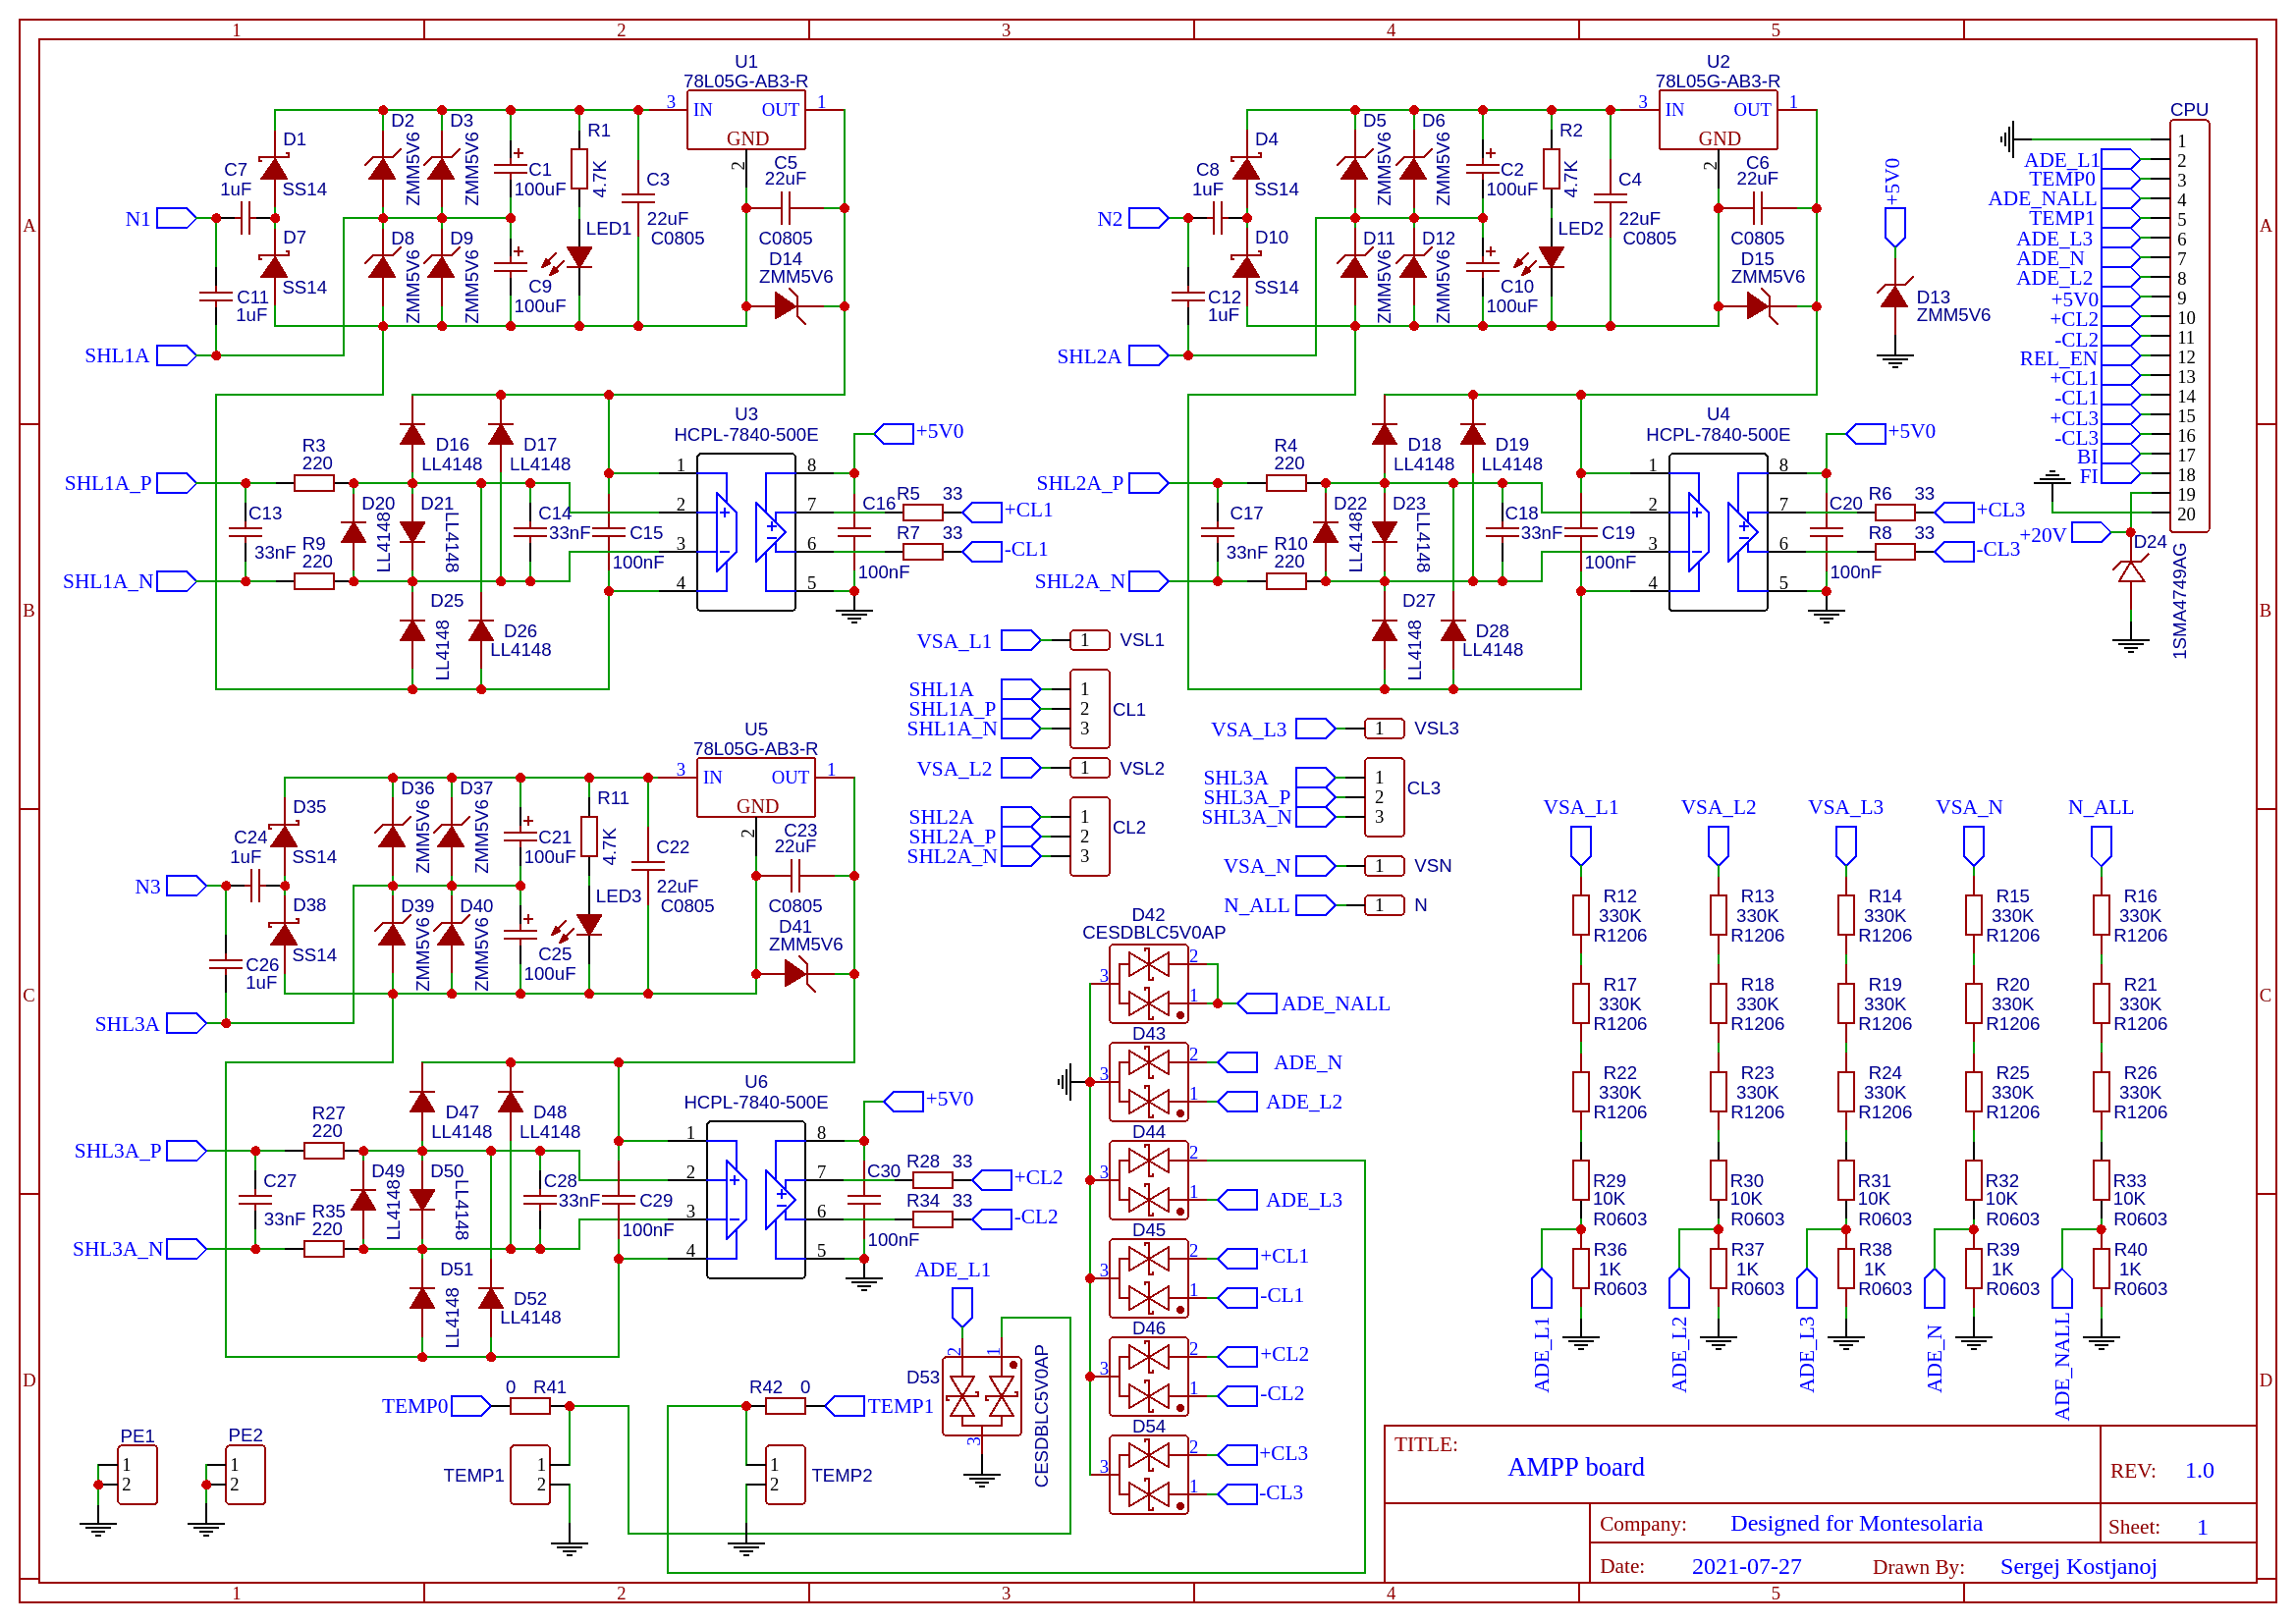 1 2 3 4 5
A B C D
A B C D
1 2 3 4 5
U1
78L05G-AB3-R
3 IN OUT 1
GND
2
D1
SS14
D2
ZMM5V6
D3
ZMM5V6
C1
100uF
R1
4.7K
C3
22uF
C0805
C5
22uF
C0805
C7
1uF
N1
D7
SS14
D8
ZMM5V6
D9
ZMM5V6
C9
100uF
LED1
D14
ZMM5V6
C11
1uF
SHL1A
U2
78L05G-AB3-R
3 IN OUT 1
GND
2
D4
SS14
D5
ZMM5V6
D6
ZMM5V6
C2
100uF
R2
4.7K
C4
22uF
C0805
C6
22uF
C0805
C8
1uF
N2
D10
SS14
D11
ZMM5V6
D12
ZMM5V6
C10
100uF
LED2
D15
ZMM5V6
C12
1uF
SHL2A
+5V0
D13
ZMM5V6
CPU
1
ADE_L1 2
TEMP0 3
ADE_NALL 4
TEMP1 5
ADE_L3 6
ADE_N 7
ADE_L2 8
+5V0 9
+CL2 10
-CL2 11
REL_EN 12
+CL1 13
-CL1 14
+CL3 15
-CL3 16
BI 17
FI 18
19
20
+20V
D24
1SMA4749AG
U3
HCPL-7840-500E
1 2 3 4
8 7 6 5
+5V0
SHL1A_P
R3
220
D16
LL4148
D17
LL4148
C13
33nF
D20
LL4148
D21
LL4148
C14
33nF
C15
100nF
C16
100nF
R5 33
+CL1
R7 33
-CL1
R9
220
SHL1A_N
D25
LL4148
D26
LL4148
U4
HCPL-7840-500E
1 2 3 4
8 7 6 5
+5V0
SHL2A_P
R4
220
D18
LL4148
D19
LL4148
C17
33nF
D22
LL4148
D23
LL4148
C18
33nF
C19
100nF
C20
100nF
R6 33
+CL3
R8 33
-CL3
R10
220
SHL2A_N
D27
LL4148
D28
LL4148
VSA_L1 1 VSL1
SHL1A 1
SHL1A_P 2 CL1
SHL1A_N 3
VSA_L2 1 VSL2
SHL2A 1
SHL2A_P 2 CL2
SHL2A_N 3
VSA_L3 1 VSL3
SHL3A 1
SHL3A_P 2 CL3
SHL3A_N 3
VSA_N 1 VSN
N_ALL 1 N
U5
78L05G-AB3-R
3 IN OUT 1
GND
2
D35
SS14
D36
ZMM5V6
D37
ZMM5V6
C21
100uF
R11
4.7K
C22
22uF
C0805
C23
22uF
C0805
C24
1uF
N3
D38
SS14
D39
ZMM5V6
D40
ZMM5V6
C25
100uF
LED3
D41
ZMM5V6
C26
1uF
SHL3A
U6
HCPL-7840-500E
1 2 3 4
8 7 6 5
+5V0
SHL3A_P
R27
220
D47
LL4148
D48
LL4148
C27
33nF
D49
LL4148
D50
LL4148
C28
33nF
C29
100nF
C30
100nF
R28 33
+CL2
R34 33
-CL2
R35
220
SHL3A_N
D51
LL4148
D52
LL4148
D42
CESDBLC5V0AP
3 2 1
ADE_NALL
D43
3 2 1
ADE_N
ADE_L2
D44
3 2 1
ADE_L3
D45
3 2 1
+CL1
-CL1
D46
3 2 1
+CL2
-CL2
D54
3 2 1
+CL3
-CL3
ADE_L1
2 1
D53
CESDBLC5V0AP
3
TEMP0 0 R41
TEMP1
1
2
R42 0 TEMP1
1
2
TEMP2
PE1
1
2
PE2
1
2
VSA_L1 VSA_L2 VSA_L3 VSA_N N_ALL
R12 R13 R14 R15 R16
330K 330K 330K 330K 330K
R1206 R1206 R1206 R1206 R1206
R17 R18 R19 R20 R21
330K 330K 330K 330K 330K
R1206 R1206 R1206 R1206 R1206
R22 R23 R24 R25 R26
330K 330K 330K 330K 330K
R1206 R1206 R1206 R1206 R1206
R29 R30 R31 R32 R33
10K 10K 10K 10K 10K
R0603 R0603 R0603 R0603 R0603
R36 R37 R38 R39 R40
1K 1K 1K 1K 1K
R0603 R0603 R0603 R0603 R0603
ADE_L1 ADE_L2 ADE_L3 ADE_N ADE_NALL
TITLE:
AMPP board
REV: 1.0
Company: Designed for Montesolaria
Sheet: 1
Date: 2021-07-27
Drawn By: Sergej Kostjanoj